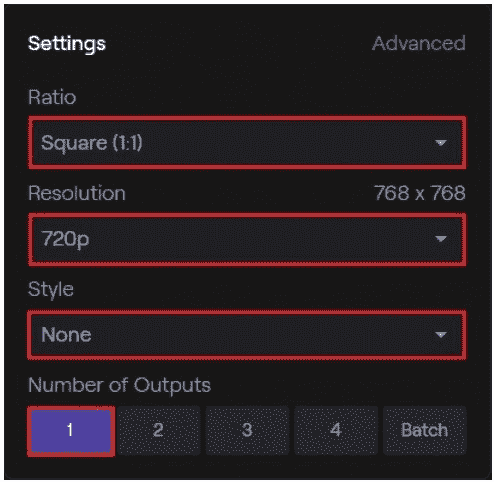 Settings Advanced
Ratio
Square (1:1)
Resolution 768 x 768
720p
Style
None
Number of Outputs
1 2 3 4 Batch